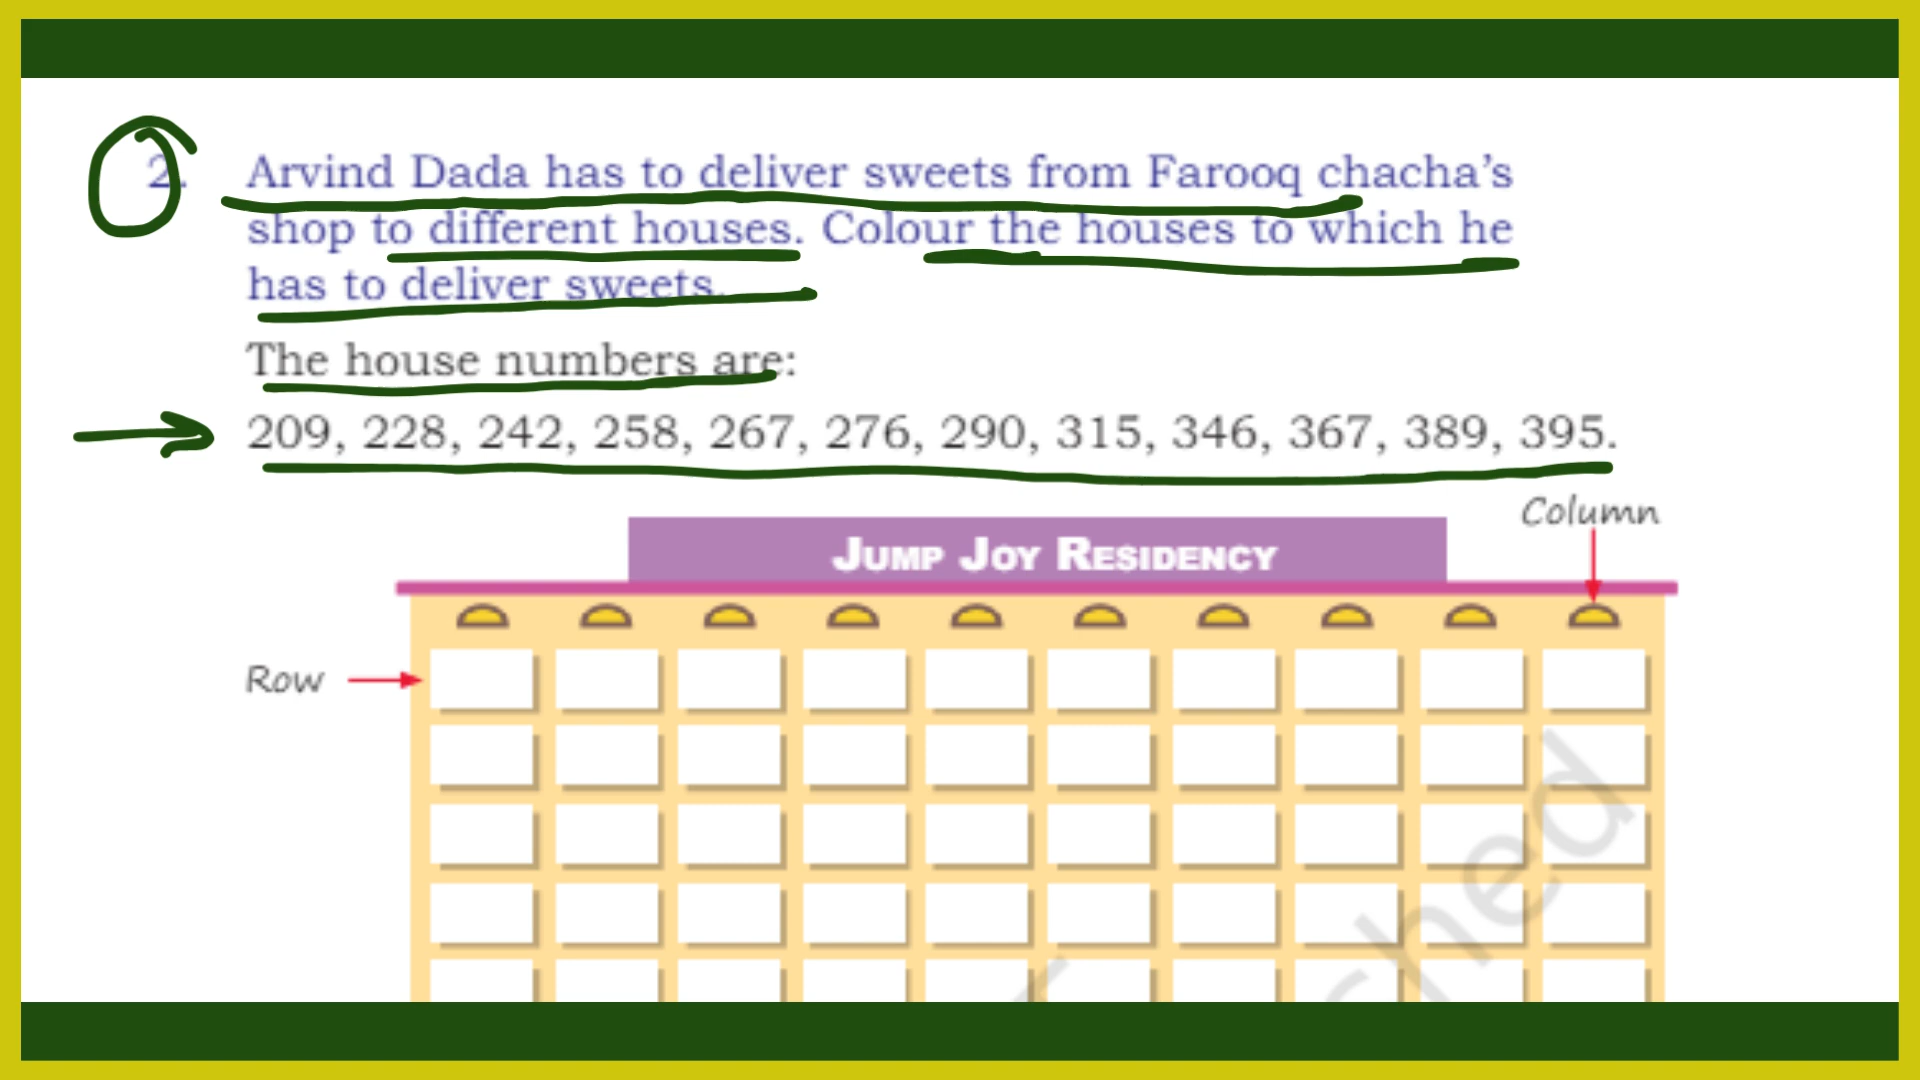 2. Arvind Dada has to deliver sweets from Farooq chacha's
shop to different houses. Colour the houses to which he
has to deliver sweets.
The house numbers are:
209, 228, 242, 258, 267, 276, 290, 315, 346, 367, 389, 395.
Column
JUMP JOY RESIDENCY
Row